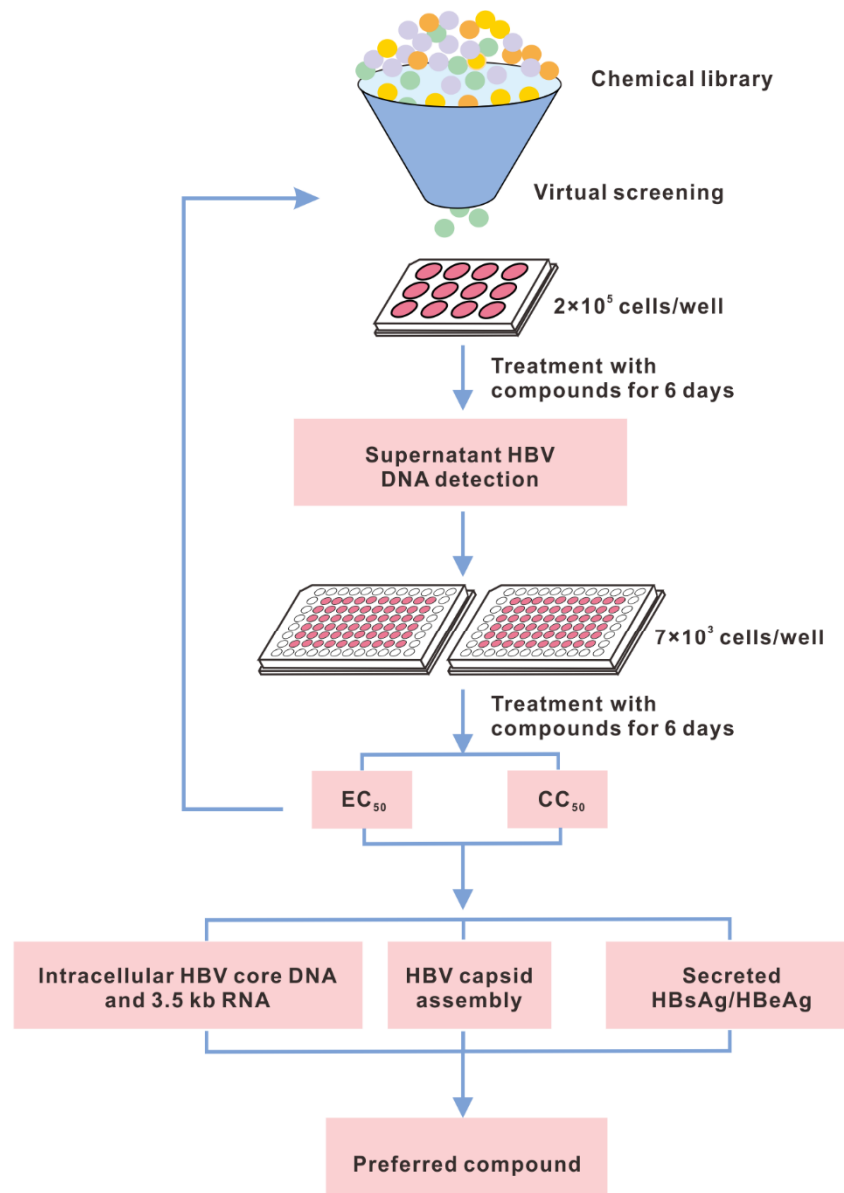 Chemical library
Virtual screening
2×10⁵ cells/well
Treatment with
compounds for 6 days
Supernatant HBV
DNA detection
7×10³ cells/well
Treatment with
compounds for 6 days
EC₅₀
CC₅₀
Intracellular HBV core DNA
and 3.5 kb RNA
HBV capsid
assembly
Secreted
HBsAg/HBeAg
Preferred compound